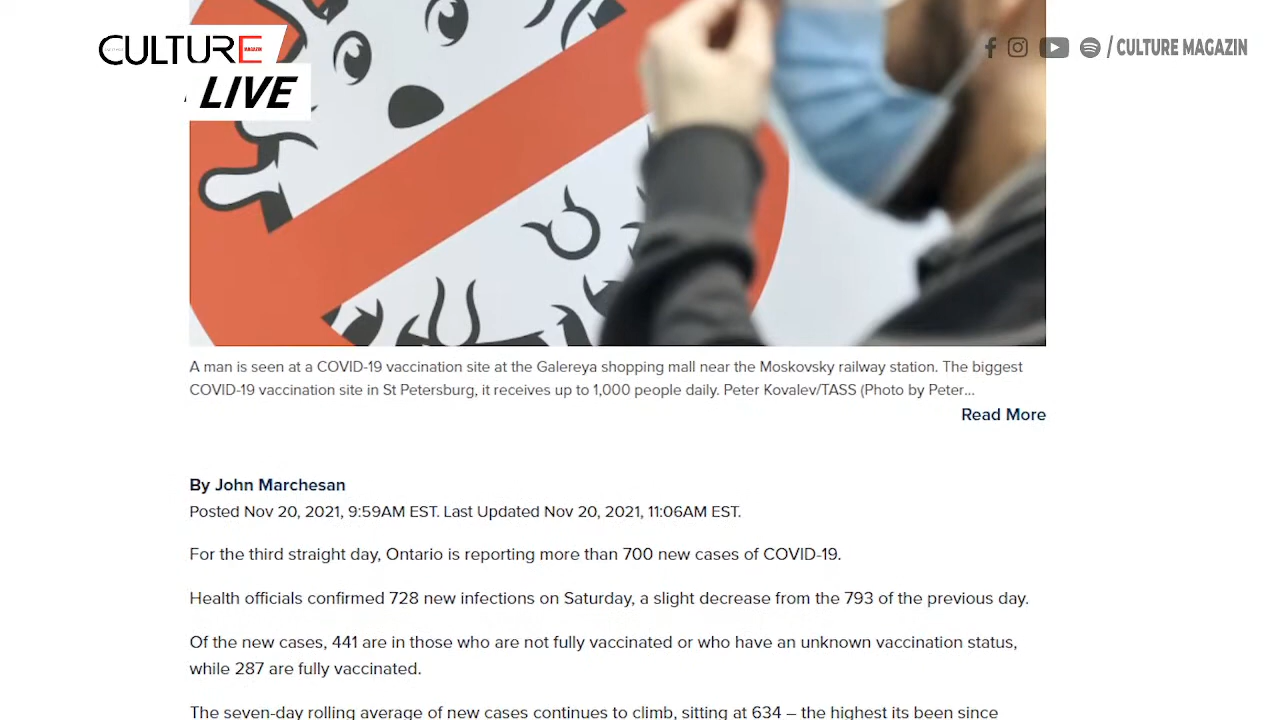 CULTURE MAGAZIN
LIVE
/ CULTURE MAGAZIN
A man is seen at a COVID-19 vaccination site at the Galereya shopping mall near the Moskovsky railway station. The biggest
COVID-19 vaccination site in St Petersburg, it receives up to 1,000 people daily. Peter Kovalev/TASS (Photo by Peter...
Read More
By John Marchesan
Posted Nov 20, 2021, 9:59AM EST. Last Updated Nov 20, 2021, 11:06AM EST.
For the third straight day, Ontario is reporting more than 700 new cases of COVID-19.
Health officials confirmed 728 new infections on Saturday, a slight decrease from the 793 of the previous day.
Of the new cases, 441 are in those who are not fully vaccinated or who have an unknown vaccination status,
while 287 are fully vaccinated.
The seven-day rolling average of new cases continues to climb, sitting at 634 – the highest its been since